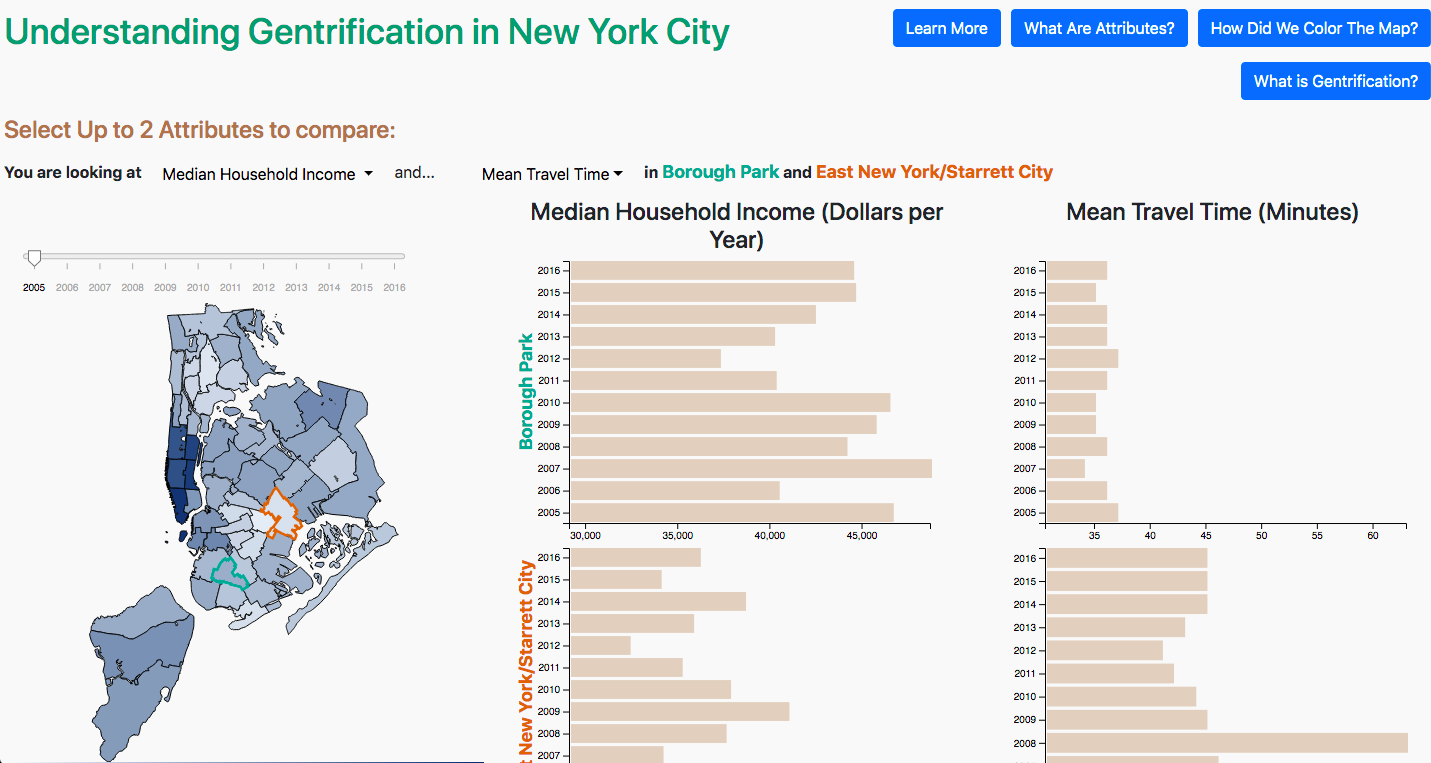 Understanding Gentrification in New York City
Learn More
What Are Attributes?
How Did We Color The Map?
What is Gentrification?
Select Up to 2 Attributes to compare:
You are looking at Median Household Income and... Mean Travel Time in Borough Park and East New York/Starrett City
2005 2006 2007 2008 2009 2010 2011 2012 2013 2014 2015 2016
Median Household Income (Dollars per
Year)
Borough Park
2016
2015
2014
2013
2012
2011
2010
2009
2008
2007
2006
2005
30,000 35,000 40,000 45,000
t New York/Starrett City
2016
2015
2014
2013
2012
2011
2010
2009
2008
2007
Mean Travel Time (Minutes)
2016
2015
2014
2013
2012
2011
2010
2009
2008
2007
2006
2005
35 40 45 50 55 60
2016
2015
2014
2013
2012
2011
2010
2009
2008